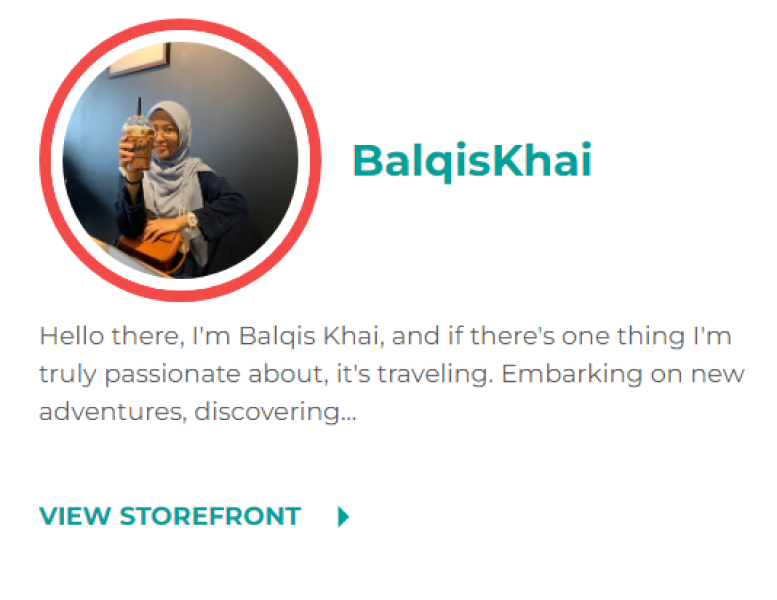 BalqisKhai
Hello there, I'm Balqis Khai, and if there's one thing I'm
truly passionate about, it's traveling. Embarking on new
adventures, discovering...
VIEW STOREFRONT